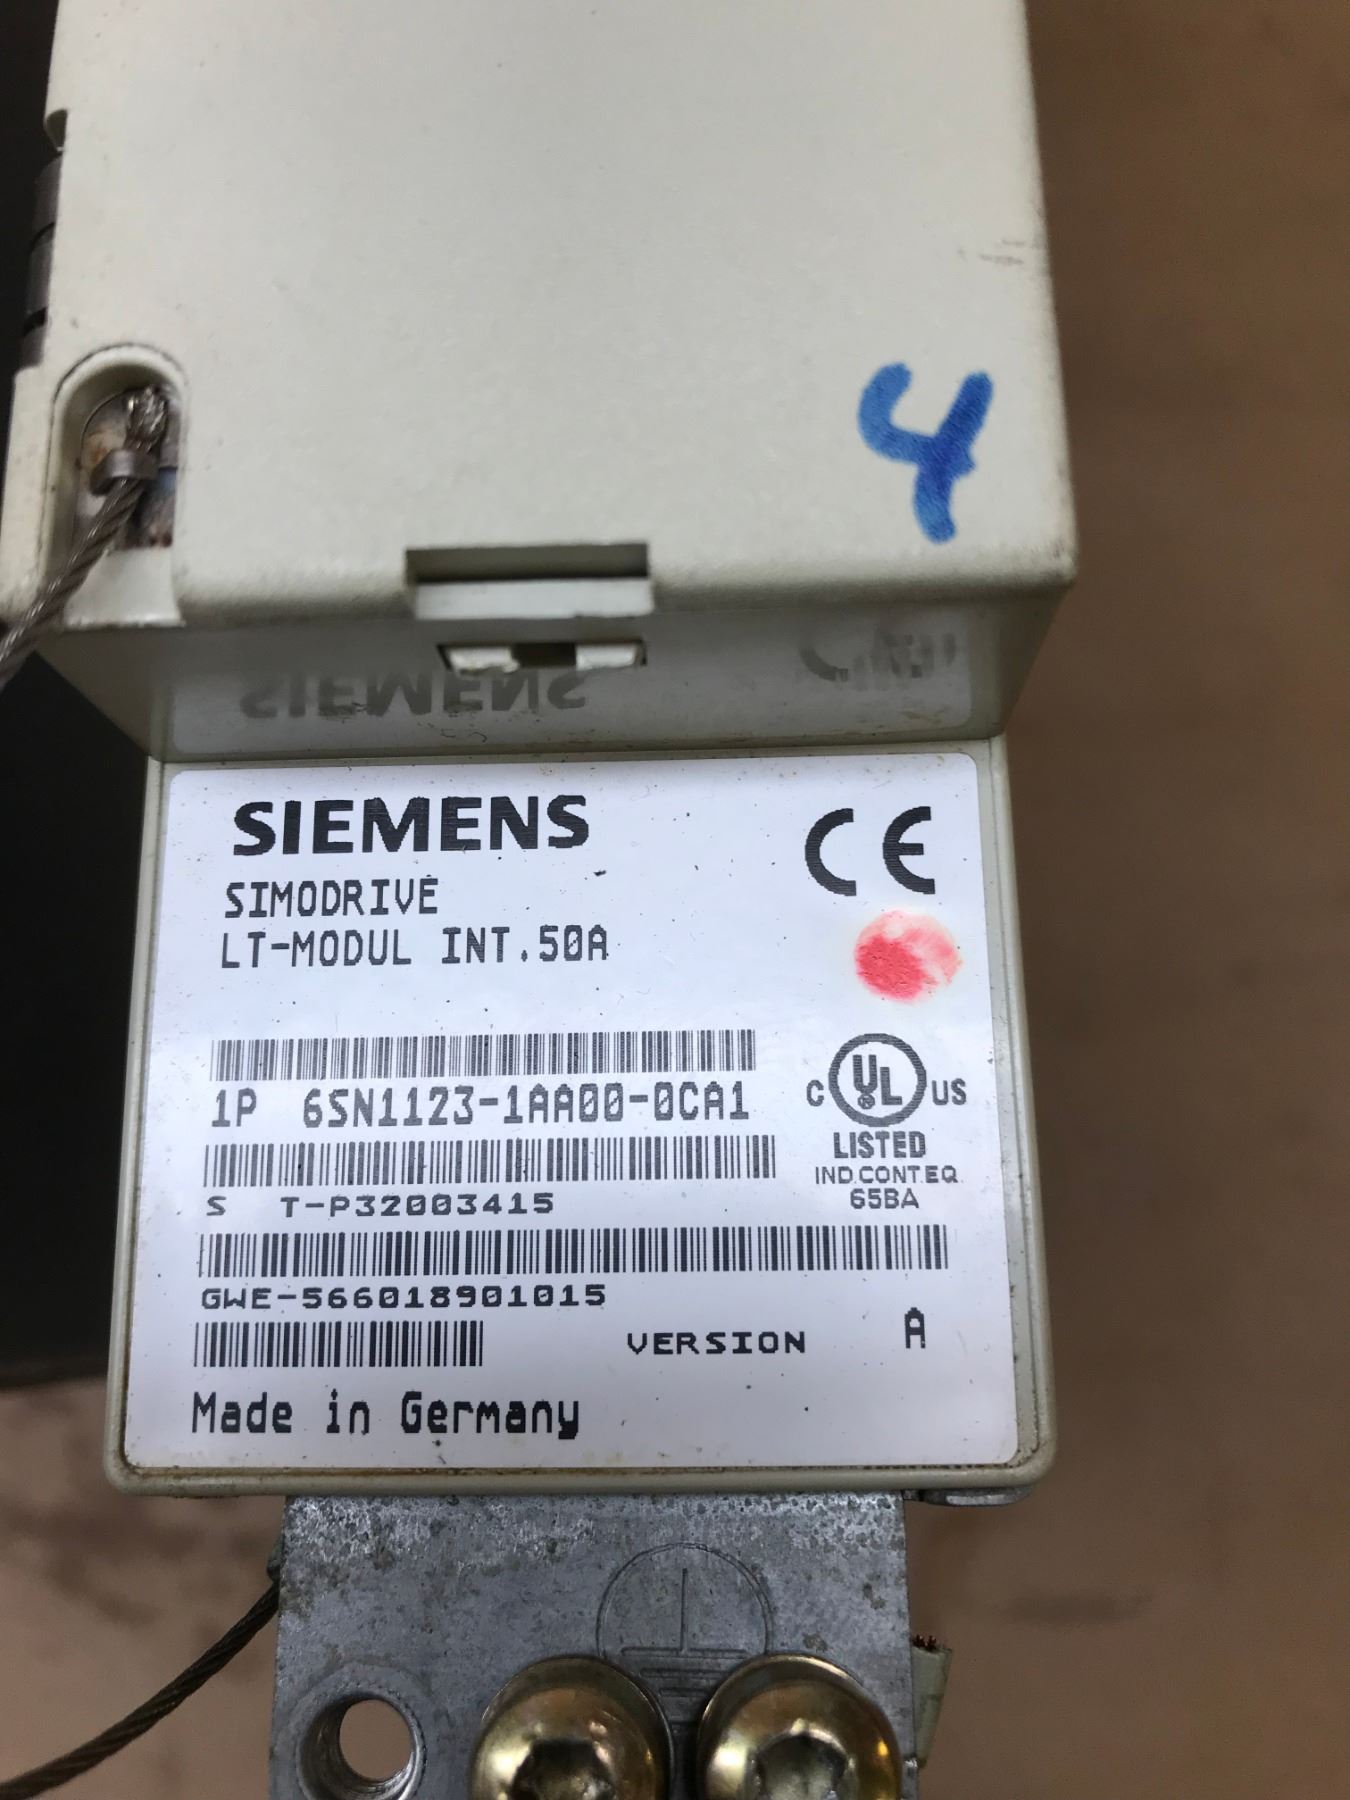 4
SIEMENS
SIMODRIVE
LT-MODUL INT.50A
CE
1P 6SN1123-1AA00-0CA1
C UL US
LISTED
IND.CONT.EQ.
65BA
S T-P32003415
GWE-566018901015
VERSION A
Made in Germany